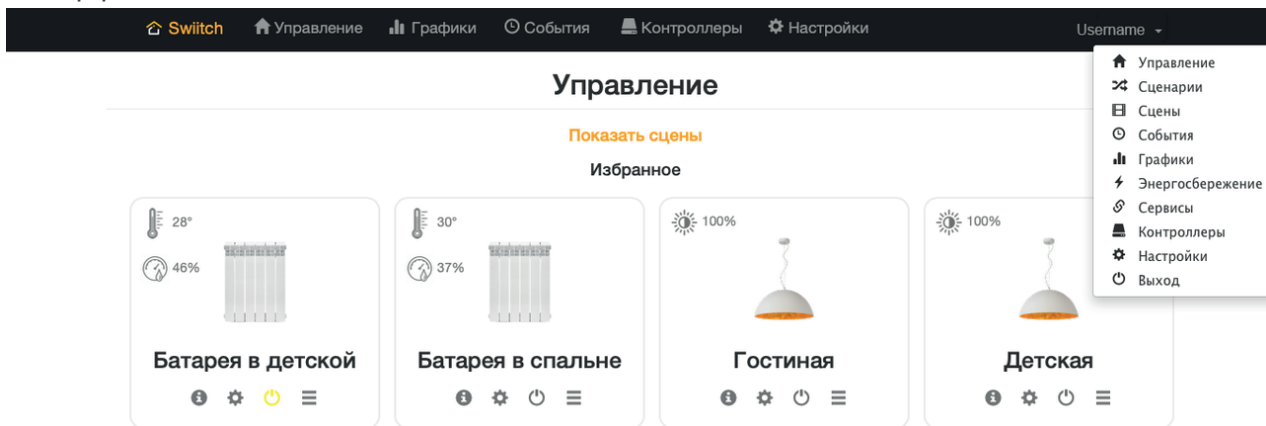 Swiitch Управление Графики События Контроллеры Настройки Username
Управление
Сценарии
Сцены
События
Графики
Энергосбережение
Сервисы
Контроллеры
Настройки
Выход
Управление
Показать сцены
Избранное
28° 30° 100% 100%
46% 37%
Батарея в детской Батарея в спальне Гостиная Детская